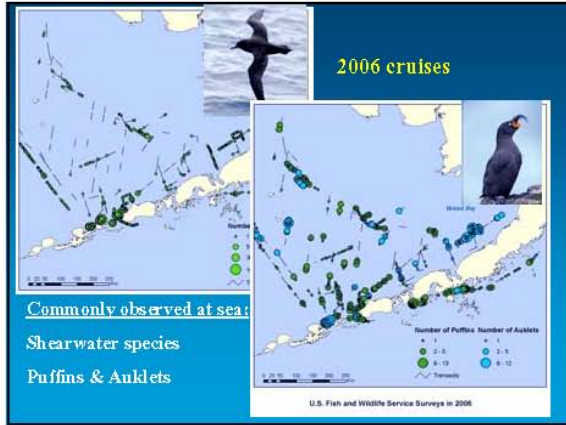 2006 cruises
Commonly observed at sea:
Shearwater species
Puffins & Auklets
Number of Puffins Number of Auklets
1 1
2 - 5 2 - 5
6 - 13 6 - 12
Transects
U.S. Fish and Wildlife Service Surveys in 2006